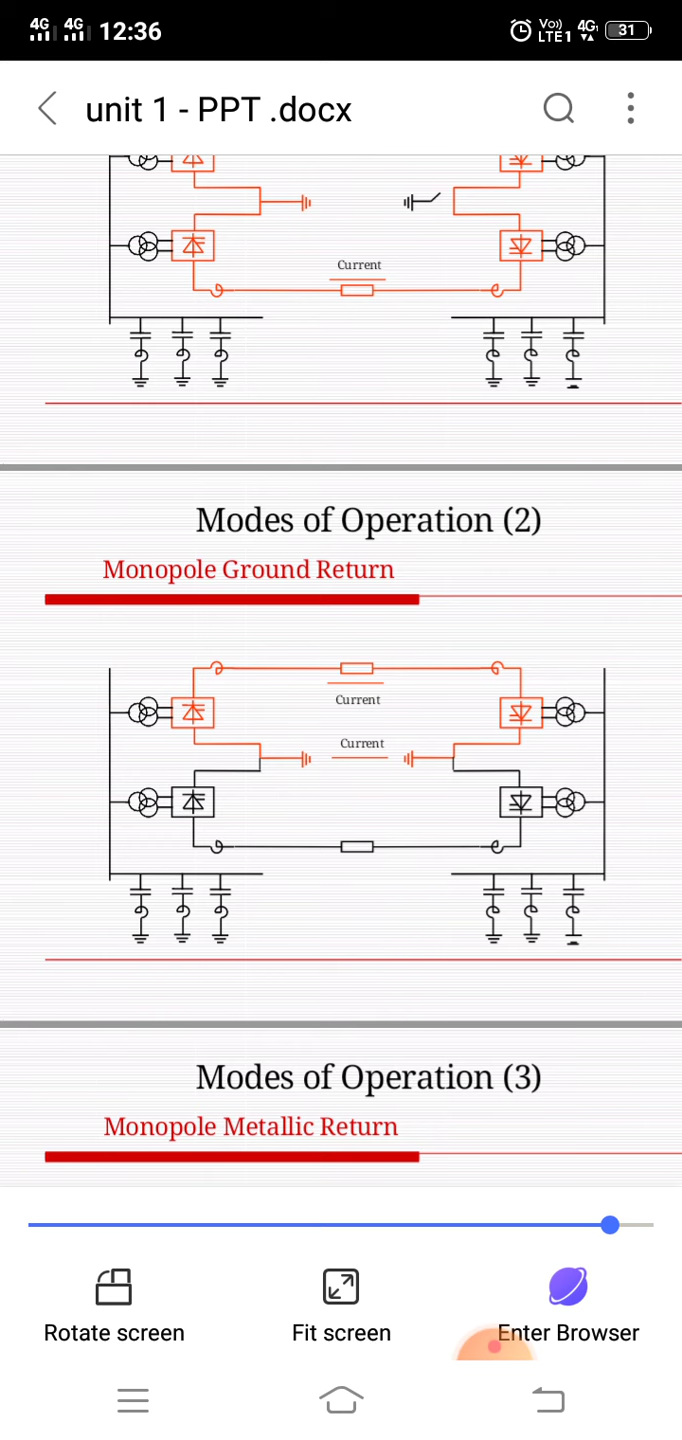 4G 4G 12:36 Vo)) LTE1 4G 31
unit 1 - PPT .docx
Current
Modes of Operation (2)
Monopole Ground Return
Current
Current
Modes of Operation (3)
Monopole Metallic Return
Rotate screen Fit screen Enter Browser